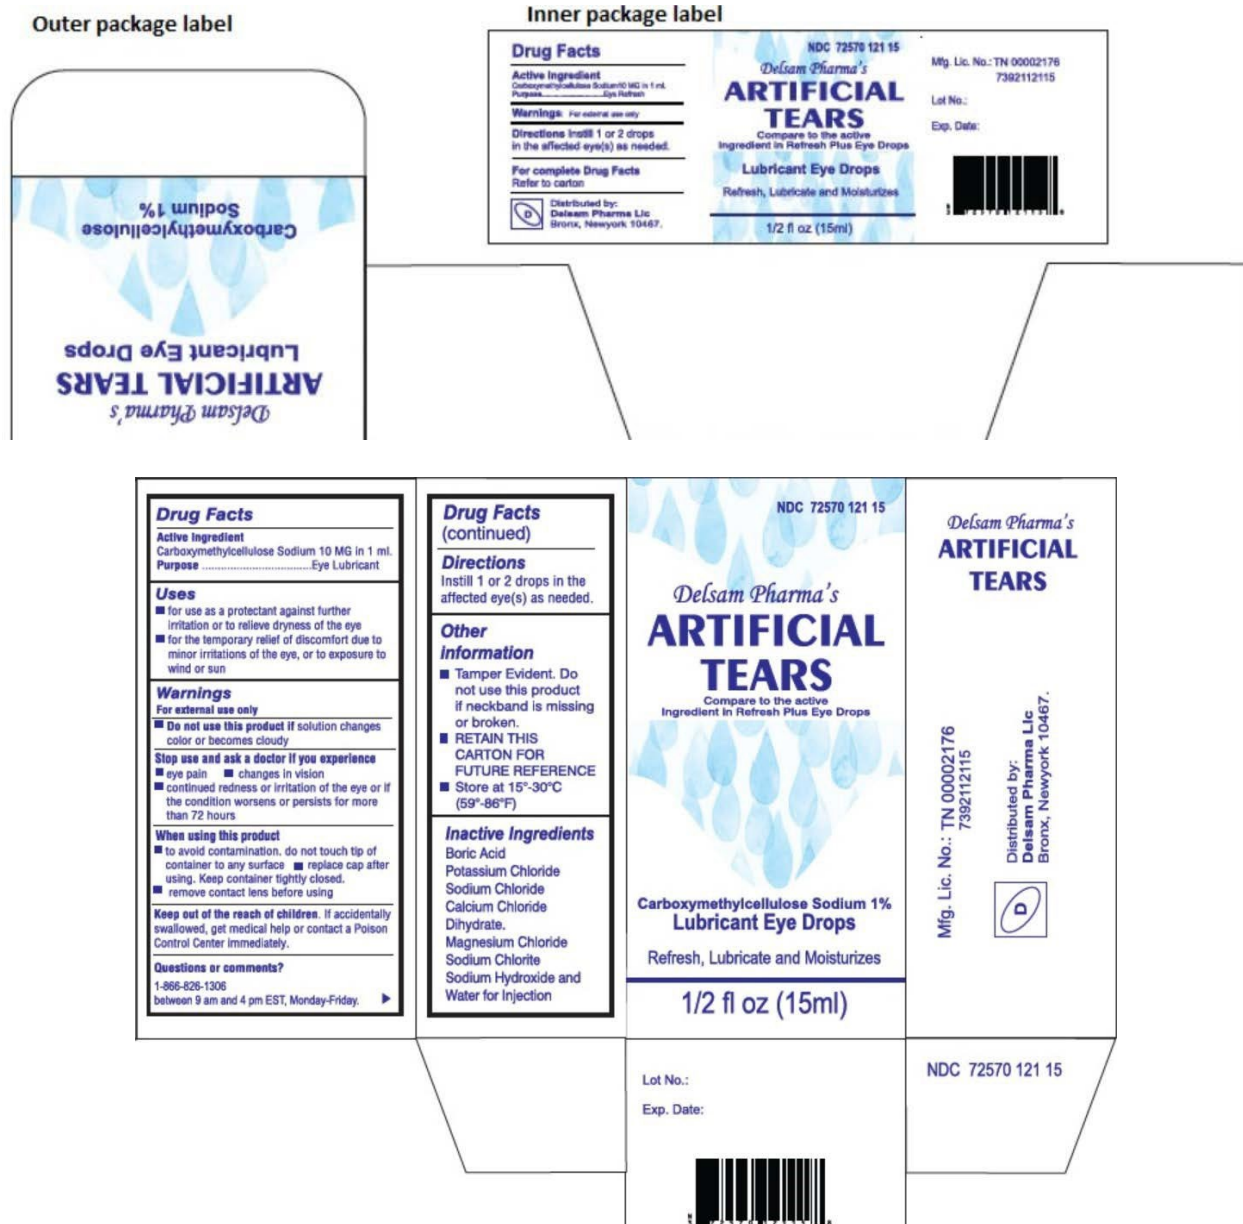 Outer package label
Inner package label
Drug Facts
Active Ingredient
Carboxymethylcellulose Sodium10 MG in 1 ml.
Purpose..........................Eye Refresh
Warnings: For external use only
Directions Instill 1 or 2 drops
in the affected eye(s) as needed.
For complete Drug Facts
Refer to carton
D
Distributed by:
Delsam Pharma Llc
Bronx, Newyork 10467.
NDC 72570 121 15
Delsam Pharma's
ARTIFICIAL
TEARS
Compare to the active
Ingredient in Refresh Plus Eye Drops
Lubricant Eye Drops
Refresh, Lubricate and Moisturizes
1/2 fl oz (15ml)
Mfg. Lic. No.: TN 00002176
7392112115
Lot No.:
Exp. Date:
Delsam Pharma's
ARTIFICIAL TEARS
Lubricant Eye Drops
Carboxymethylcellulose
Sodium 1%
Drug Facts
Active Ingredient
Carboxymethylcellulose Sodium 10 MG in 1 ml.
Purpose ...................................Eye Lubricant
Uses
■ for use as a protectant against further
irritation or to relieve dryness of the eye
■ for the temporary relief of discomfort due to
minor irritations of the eye, or to exposure to
wind or sun
Warnings
For external use only
■ Do not use this product if solution changes
color or becomes cloudy
Stop use and ask a doctor if you experience
■ eye pain ■ changes in vision
■ continued redness or irritation of the eye or if
the condition worsens or persists for more
than 72 hours
When using this product
■ to avoid contamination. do not touch tip of
container to any surface ■ replace cap after
using. Keep container tightly closed.
■ remove contact lens before using
Keep out of the reach of children. If accidentally
swallowed, get medical help or contact a Poison
Control Center immediately.
Questions or comments?
1-866-826-1306
between 9 am and 4 pm EST, Monday-Friday.
Drug Facts
(continued)
Directions
Instill 1 or 2 drops in the
affected eye(s) as needed.
Other
information
■ Tamper Evident. Do
not use this product
if neckband is missing
or broken.
■ RETAIN THIS
CARTON FOR
FUTURE REFERENCE
■ Store at 15°-30°C
(59°-86°F)
Inactive Ingredients
Boric Acid
Potassium Chloride
Sodium Chloride
Calcium Chloride
Dihydrate.
Magnesium Chloride
Sodium Chlorite
Sodium Hydroxide and
Water for Injection
NDC 72570 121 15
Delsam Pharma's
ARTIFICIAL
TEARS
Compare to the active
Ingredient in Refresh Plus Eye Drops
Carboxymethylcellulose Sodium 1%
Lubricant Eye Drops
Refresh, Lubricate and Moisturizes
1/2 fl oz (15ml)
Delsam Pharma's
ARTIFICIAL
TEARS
Mfg. Lic. No.: TN 00002176
7392112115
Distributed by:
Delsam Pharma Llc
Bronx, Newyork 10467.
D
Lot No.:
Exp. Date:
NDC 72570 121 15